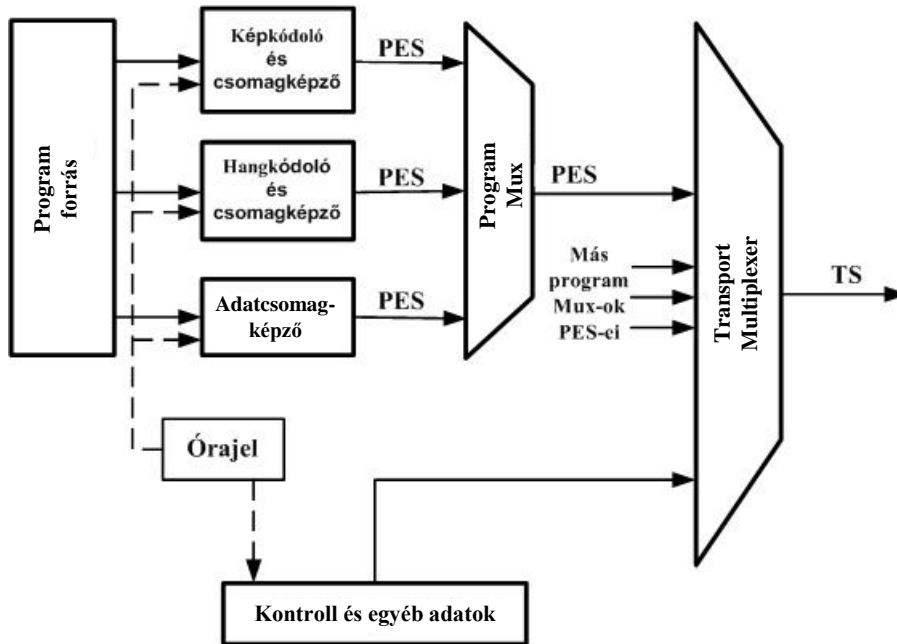 Program
forrás
Képkódoló
és
csomagképző
PES
Hangkódoló
és
csomagképző
PES
Adatcsomag-
képző
PES
Program
Mux
PES
Más
program
Mux-ok
PES-ei
Transport
Multiplexer
TS
Órajel
Kontroll és egyéb adatok